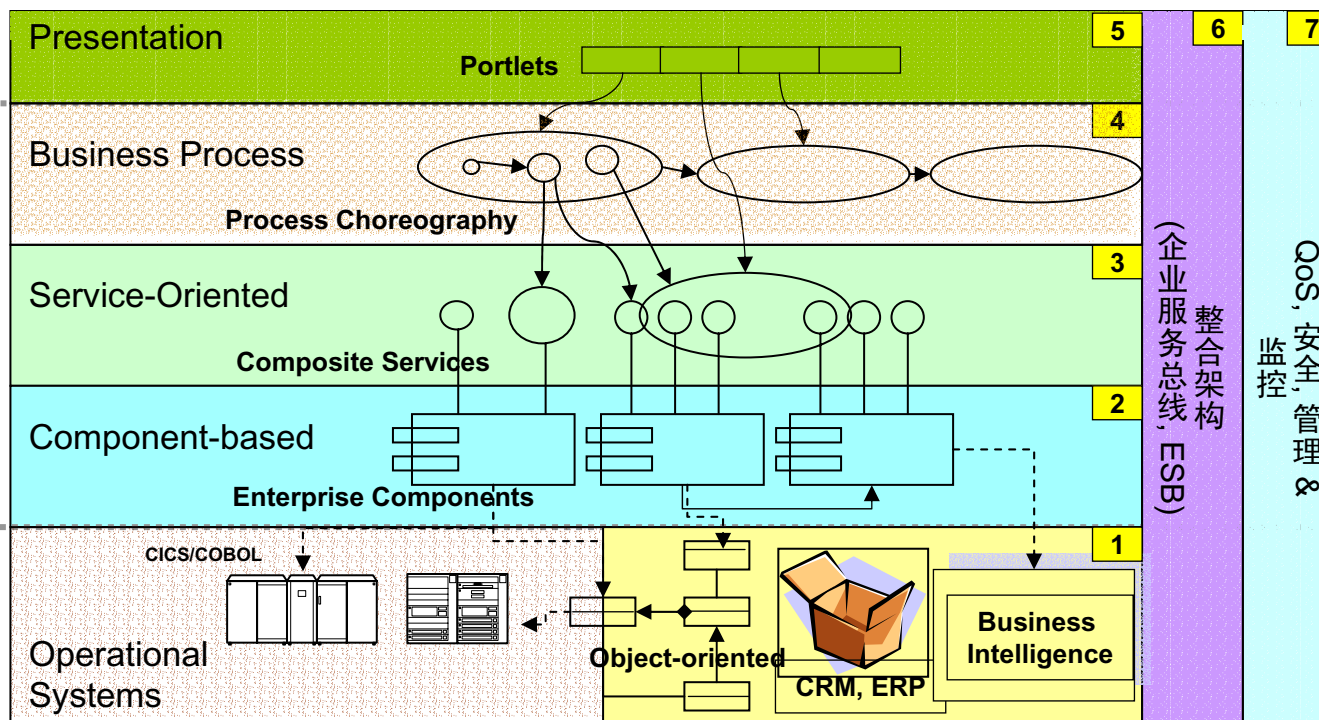 Presentation
5
Portlets
4
Business Process
Process Choreography
3
Service-Oriented
Composite Services
2
Component-based
Enterprise Components
1
CICS/COBOL
Operational
Systems
Object-oriented
CRM, ERP
Business
Intelligence
6
整合架构
(企业服务总线, ESB)
7
QoS, 安全, 管理 &
监控